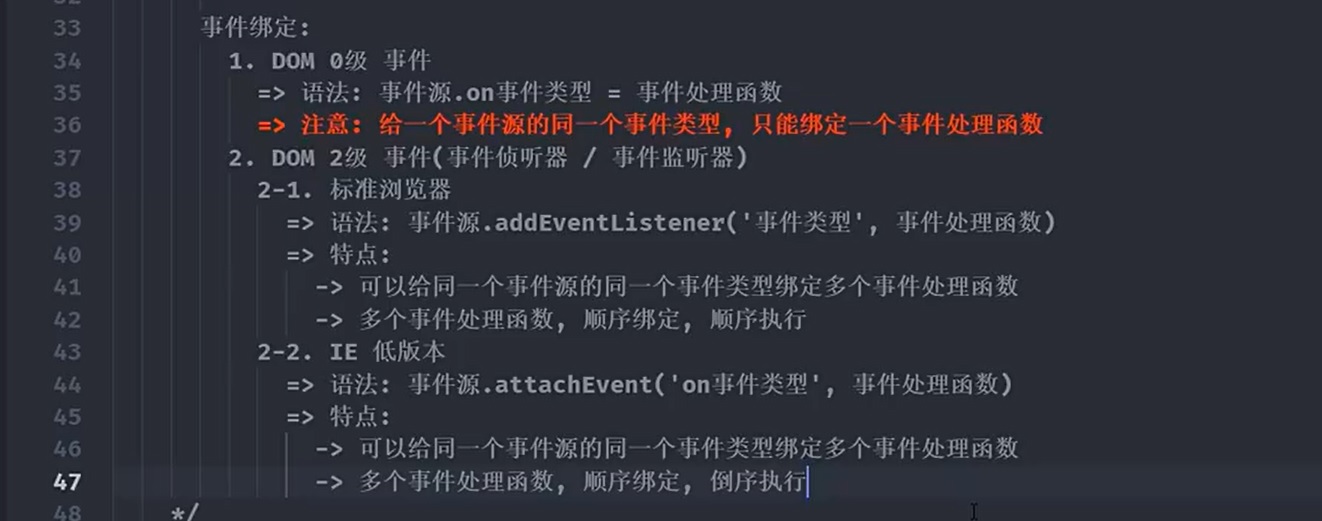 33 事件绑定:
34 1. DOM 0级 事件
35 => 语法: 事件源.on事件类型 = 事件处理函数
36 => 注意: 给一个事件源的同一个事件类型, 只能绑定一个事件处理函数
37 2. DOM 2级 事件(事件侦听器 / 事件监听器)
38 2-1. 标准浏览器
39 => 语法: 事件源.addEventListener('事件类型', 事件处理函数)
40 => 特点:
41 -> 可以给同一个事件源的同一个事件类型绑定多个事件处理函数
42 -> 多个事件处理函数, 顺序绑定, 顺序执行
43 2-2. IE 低版本
44 => 语法: 事件源.attachEvent('on事件类型', 事件处理函数)
45 => 特点:
46 -> 可以给同一个事件源的同一个事件类型绑定多个事件处理函数
47 -> 多个事件处理函数, 顺序绑定, 倒序执行
48 */